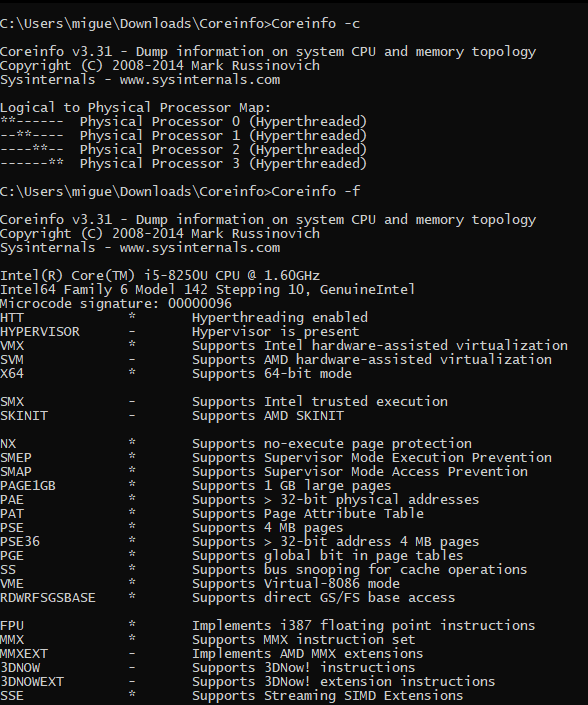 C:\Users\migue\Downloads\Coreinfo>Coreinfo -c
Coreinfo v3.31 - Dump information on system CPU and memory topology
Copyright (C) 2008-2014 Mark Russinovich
Sysinternals - www.sysinternals.com
Logical to Physical Processor Map:
**------  Physical Processor 0 (Hyperthreaded)
--**----  Physical Processor 1 (Hyperthreaded)
----**--  Physical Processor 2 (Hyperthreaded)
------**  Physical Processor 3 (Hyperthreaded)
C:\Users\migue\Downloads\Coreinfo>Coreinfo -f
Coreinfo v3.31 - Dump information on system CPU and memory topology
Copyright (C) 2008-2014 Mark Russinovich
Sysinternals - www.sysinternals.com
Intel(R) Core(TM) i5-8250U CPU @ 1.60GHz
Intel64 Family 6 Model 142 Stepping 10, GenuineIntel
Microcode signature: 00000096
HTT             *       Hyperthreading enabled
HYPERVISOR      -       Hypervisor is present
VMX             *       Supports Intel hardware-assisted virtualization
SVM             -       Supports AMD hardware-assisted virtualization
X64             *       Supports 64-bit mode
SMX             -       Supports Intel trusted execution
SKINIT          -       Supports AMD SKINIT
NX              *       Supports no-execute page protection
SMEP            *       Supports Supervisor Mode Execution Prevention
SMAP            *       Supports Supervisor Mode Access Prevention
PAGE1GB         *       Supports 1 GB large pages
PAE             *       Supports > 32-bit physical addresses
PAT             *       Supports Page Attribute Table
PSE             *       Supports 4 MB pages
PSE36           *       Supports > 32-bit address 4 MB pages
PGE             *       Supports global bit in page tables
SS              *       Supports bus snooping for cache operations
VME             *       Supports Virtual-8086 mode
RDWRFSGSBASE    *       Supports direct GS/FS base access
FPU             *       Implements i387 floating point instructions
MMX             *       Supports MMX instruction set
MMXEXT          -       Implements AMD MMX extensions
3DNOW           -       Supports 3DNow! instructions
3DNOWEXT        -       Supports 3DNow! extension instructions
SSE             *       Supports Streaming SIMD Extensions